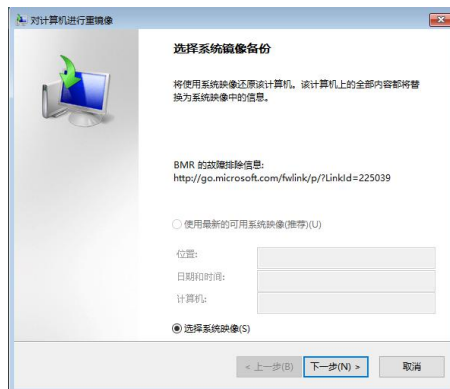 对计算机进行重镜像
选择系统镜像备份
将使用系统映像还原该计算机。该计算机上的全部内容都将替
换为系统映像中的信息。
BMR 的故障排除信息:
http://go.microsoft.com/fwlink/p/?LinkId=225039
使用最新的可用系统映像(推荐)(U)
位置:
日期和时间:
计算机:
选择系统映像(S)
< 上一步(B) 下一步(N) > 取消